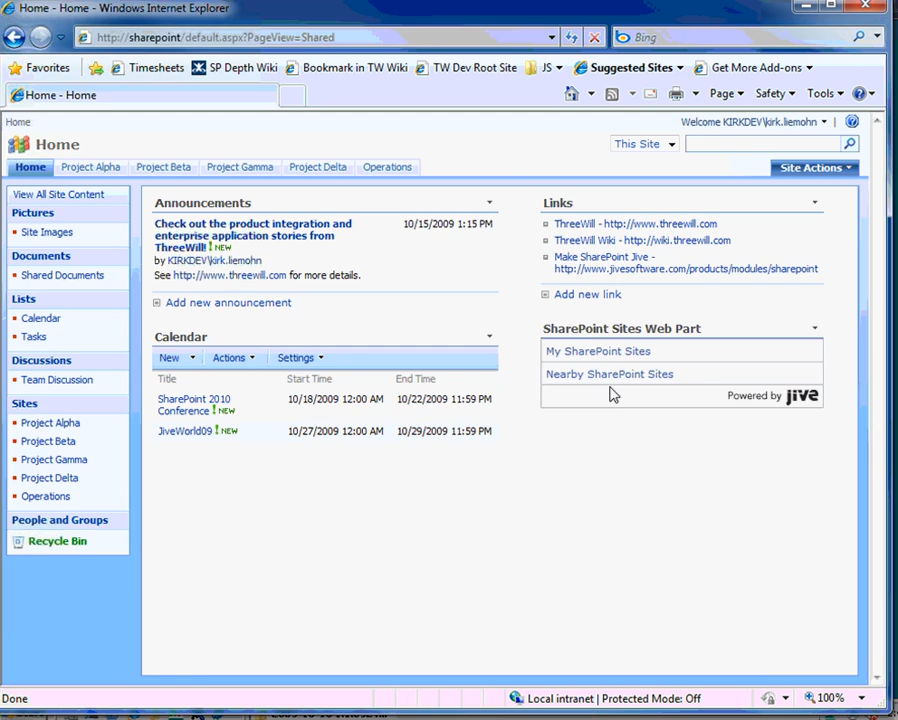 Home - Home - Windows Internet Explorer
http://sharepoint/default.aspx?PageView=Shared
Bing
Favorites
Timesheets
SP Depth Wiki
Bookmark in TW Wiki
TW Dev Root Site
JS
Suggested Sites
Get More Add-ons
Home - Home
Page
Safety
Tools
Home
Welcome KIRKDEV\kirk.liemohn
Home
This Site
Home
Project Alpha
Project Beta
Project Gamma
Project Delta
Operations
Site Actions
View All Site Content
Pictures
Site Images
Documents
Shared Documents
Lists
Calendar
Tasks
Discussions
Team Discussion
Sites
Project Alpha
Project Beta
Project Gamma
Project Delta
Operations
People and Groups
Recycle Bin
Announcements
Check out the product integration and 10/15/2009 1:15 PM
enterprise application stories from
ThreeWill! ! NEW
by KIRKDEV\kirk.liemohn
See http://www.threewill.com for more details.
Add new announcement
Calendar
New Actions Settings
Title Start Time End Time
SharePoint 2010 10/18/2009 12:00 AM 10/22/2009 11:59 PM
Conference ! NEW
JiveWorld09 ! NEW 10/27/2009 12:00 AM 10/29/2009 11:59 PM
Links
ThreeWill - http://www.threewill.com
ThreeWill Wiki - http://wiki.threewill.com
Make SharePoint Jive -
http://www.jivesoftware.com/products/modules/sharepoint
Add new link
SharePoint Sites Web Part
My SharePoint Sites
Nearby SharePoint Sites
Powered by jive
Done
Local intranet | Protected Mode: Off
100%